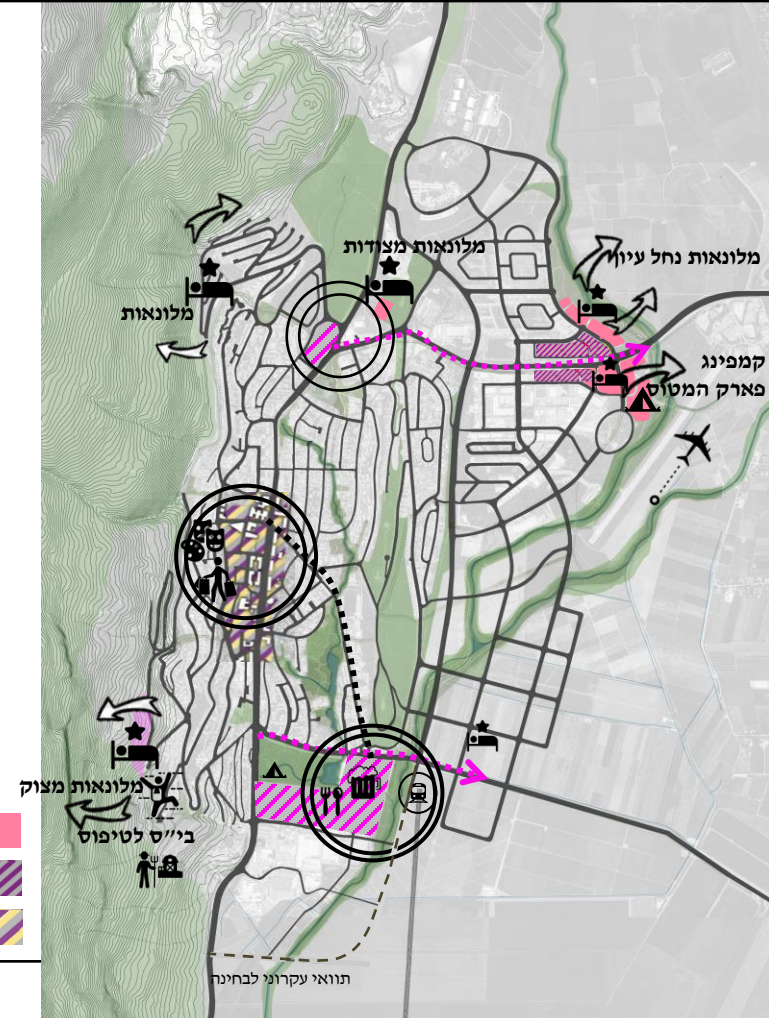 מלונאות מצודות
מלונאות נחל עיון
מלונאות
קמפינג
פארק המטוס
מלונאות מצוק
בי״ס לטיפוס
תוואי עקרוני לבחינה